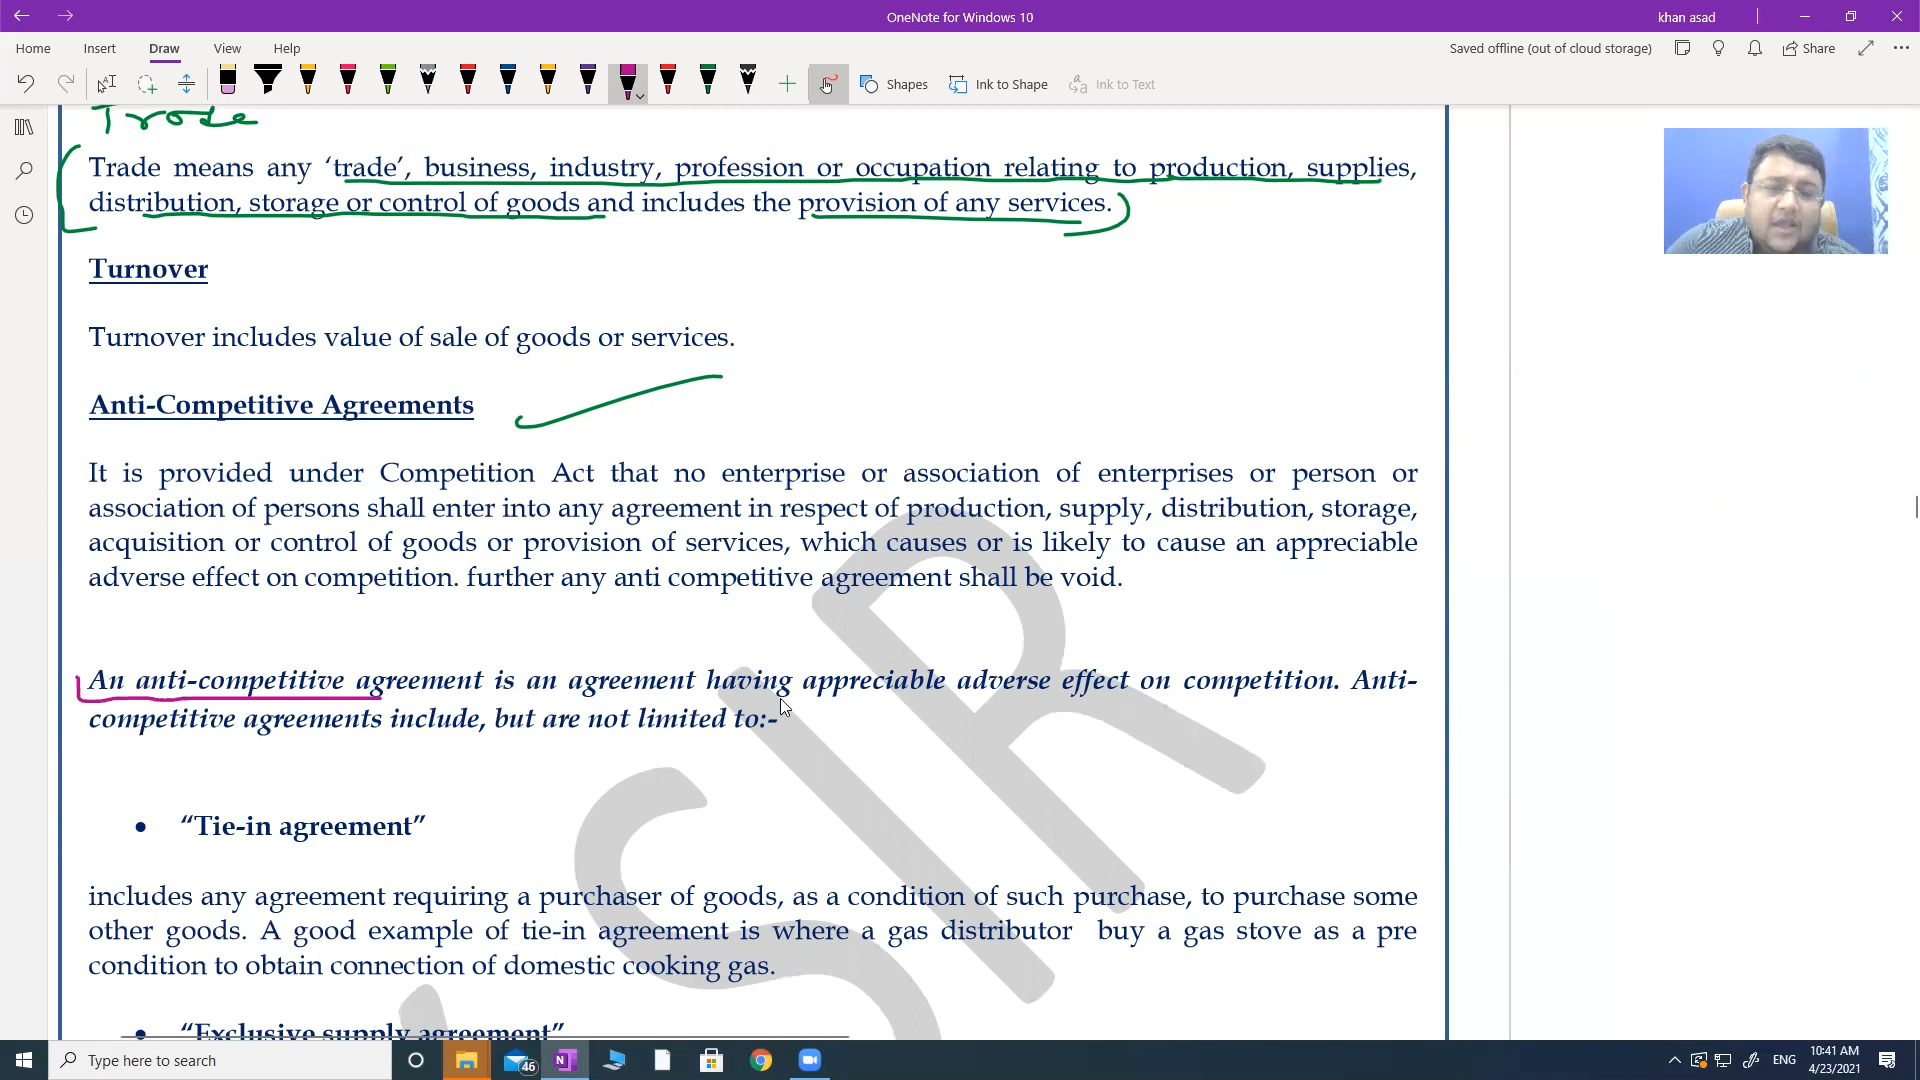 OneNote for Windows 10
khan asad
Home
Insert
Draw
View
Help
Saved offline (out of cloud storage)
Share
Shapes
Ink to Shape
Ink to Text
Trade
Trade means any ‘trade’, business, industry, profession or occupation relating to production, supplies,
distribution, storage or control of goods and includes the provision of any services.
Turnover
Turnover includes value of sale of goods or services.
Anti-Competitive Agreements
It is provided under Competition Act that no enterprise or association of enterprises or person or
association of persons shall enter into any agreement in respect of production, supply, distribution, storage,
acquisition or control of goods or provision of services, which causes or is likely to cause an appreciable
adverse effect on competition. further any anti competitive agreement shall be void.
An anti-competitive agreement is an agreement having appreciable adverse effect on competition. Anti-
competitive agreements include, but are not limited to:-
• “Tie-in agreement”
includes any agreement requiring a purchaser of goods, as a condition of such purchase, to purchase some
other goods. A good example of tie-in agreement is where a gas distributor buy a gas stove as a pre
condition to obtain connection of domestic cooking gas.
• “Exclusive supply agreement”
SIR
Type here to search
46
ENG
10:41 AM
4/23/2021